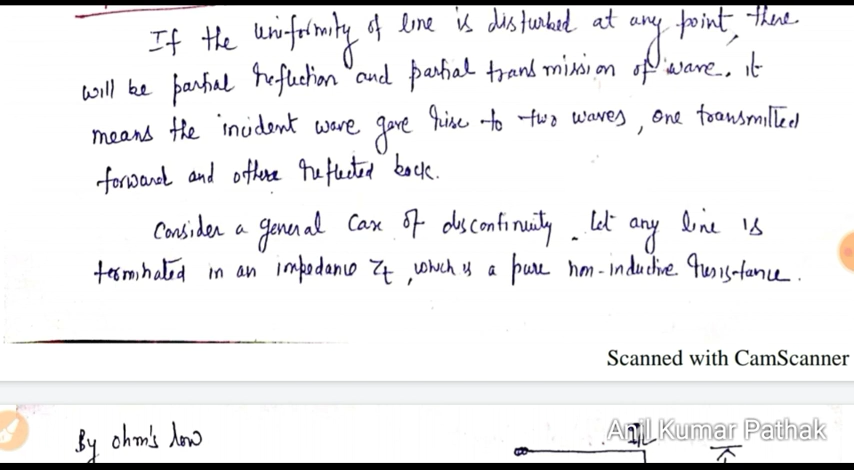 If the uniformity of line is disturbed at any point, there
will be partial reflection and partial transmission of wave. it
means the incident wave gave rise to two waves, one transmitted
forward and other reflected back.
Consider a general case of discontinuity. let any line is
terminated in an impedance Zt, which is a pure non-inductive resistance.
Scanned with CamScanner
By ohm's low
Anil Kumar Pathak